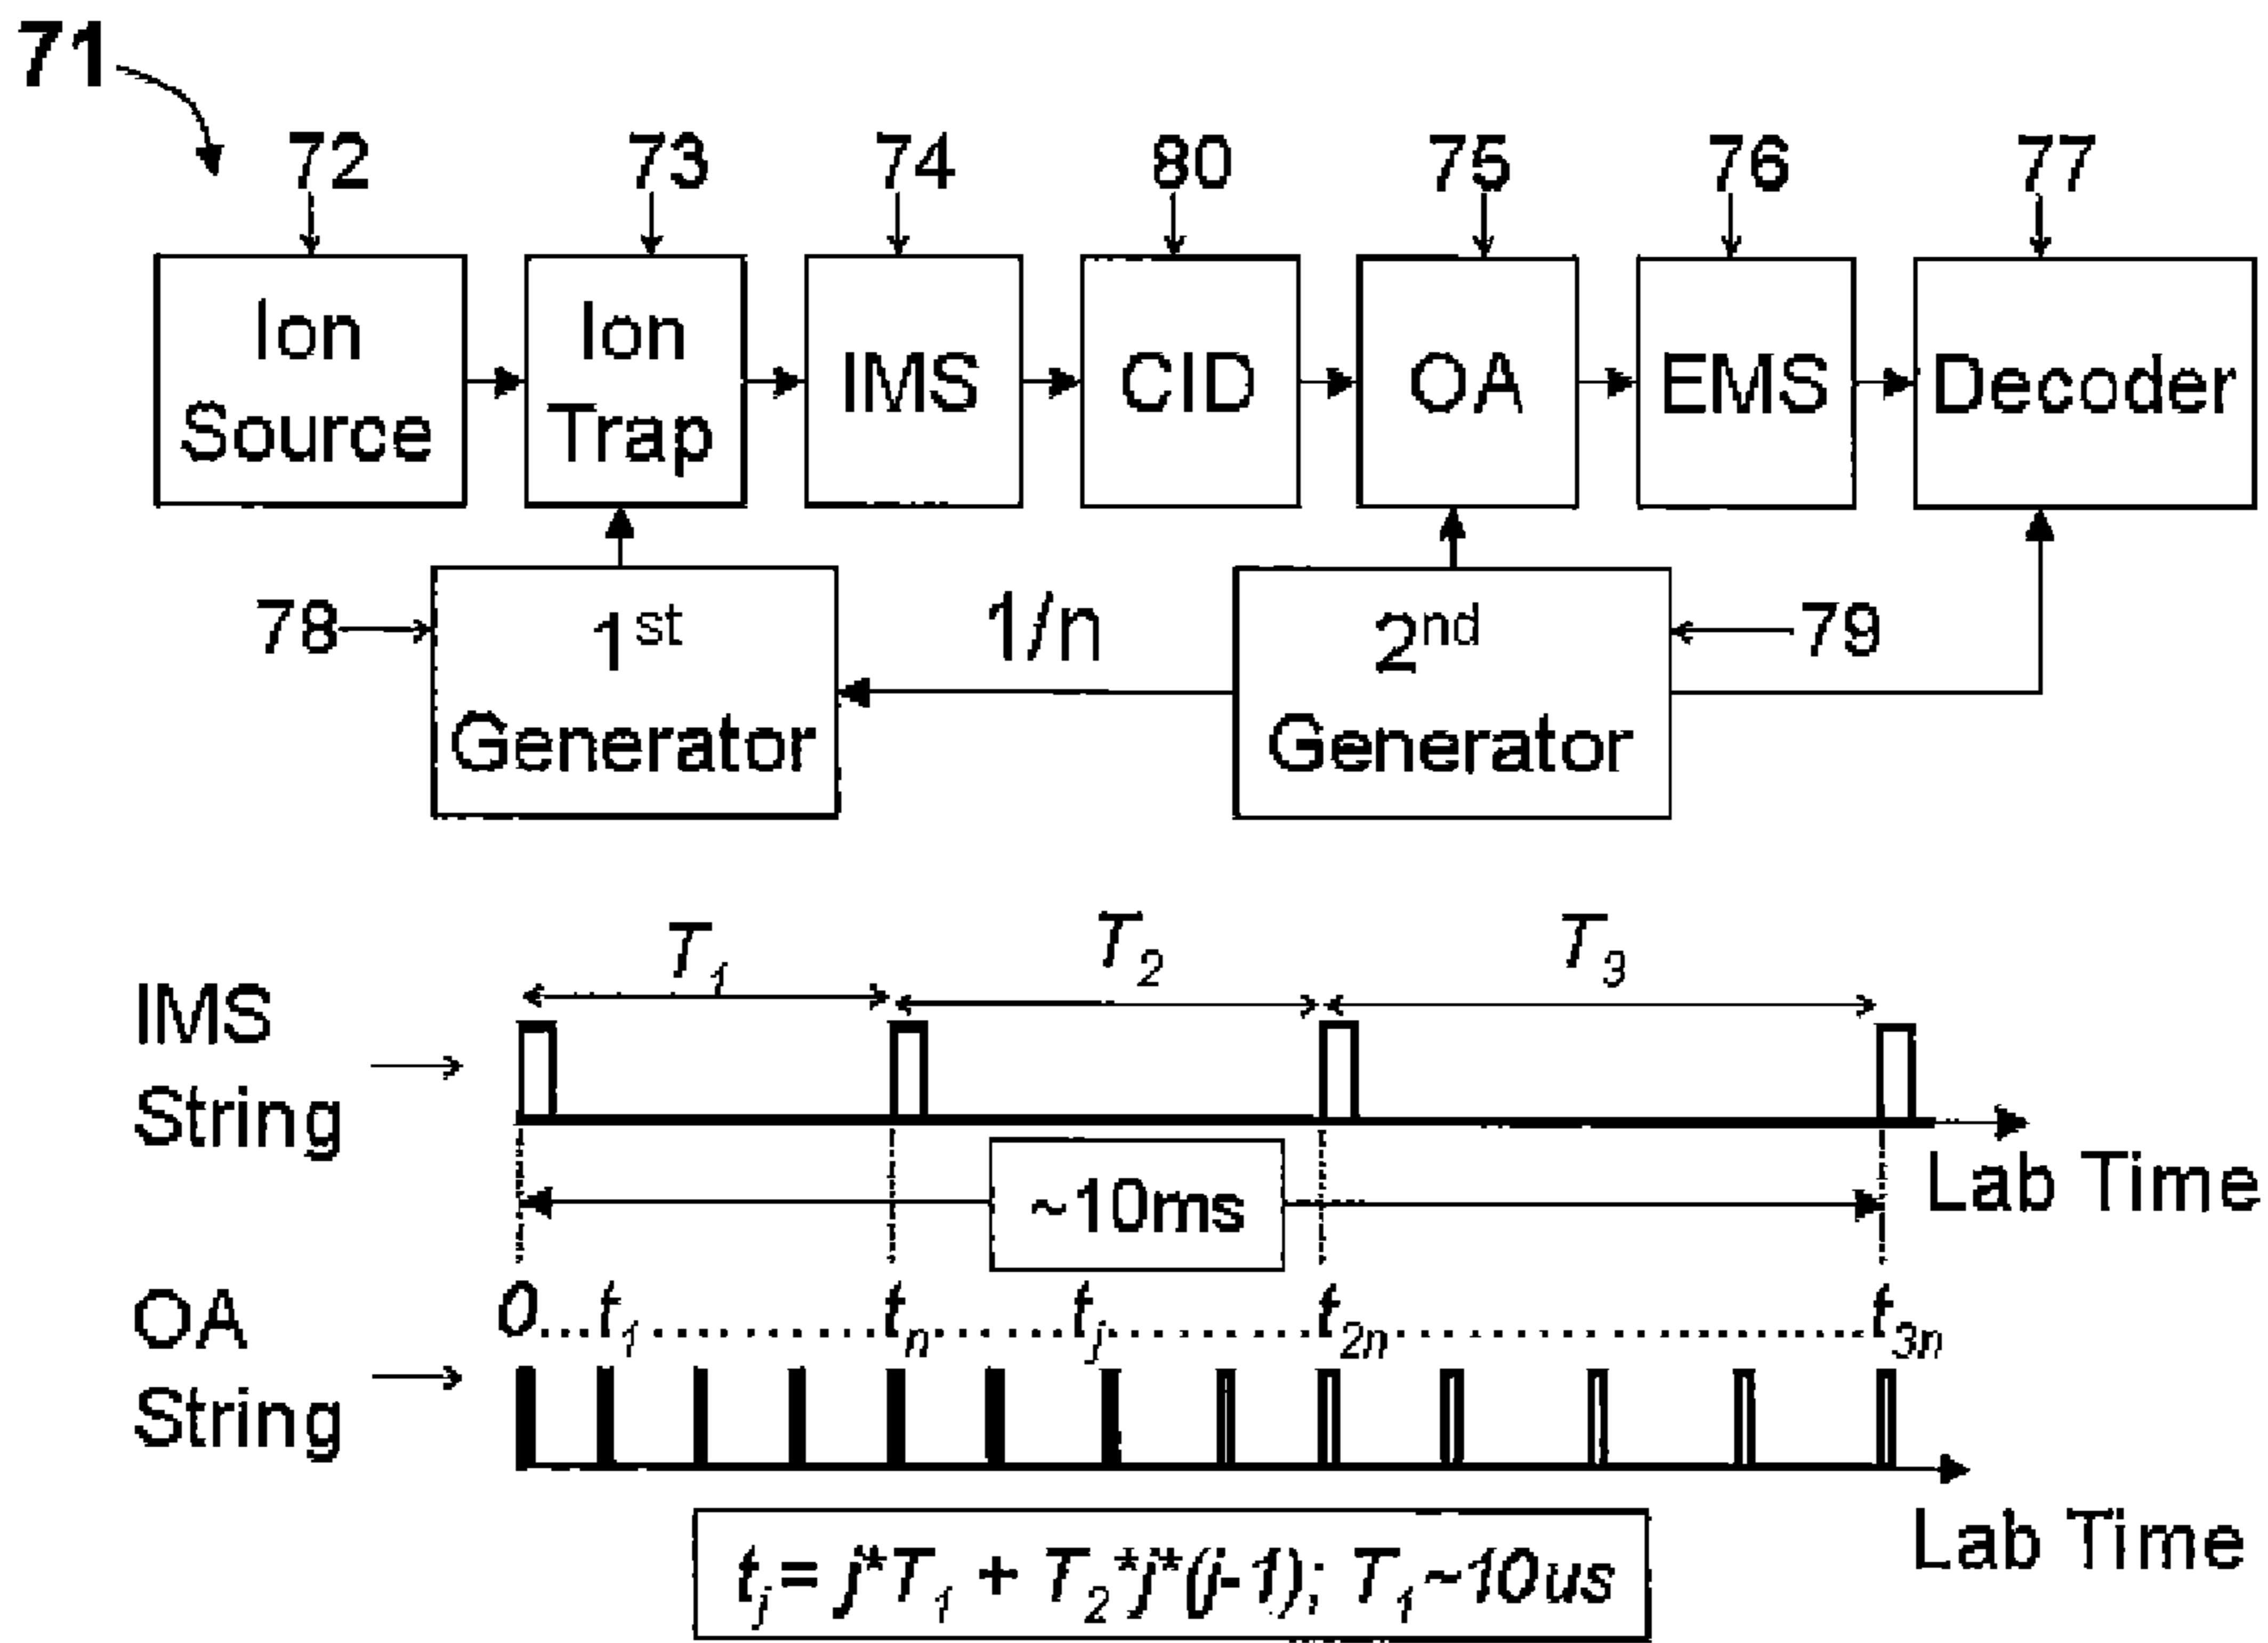 71
72 73 74 80 75 76 77
Ion Source
Ion Trap
IMS
CID
OA
EMS
Decoder
78
1st Generator
1/n
2nd Generator
79
T1 T2 T3
IMS String
~10ms
Lab Time
0....t1..............tn........tj..............t2n..................t3n
OA String
Lab Time
tj= j*T1 + T2*j*(j-1); T1~10us